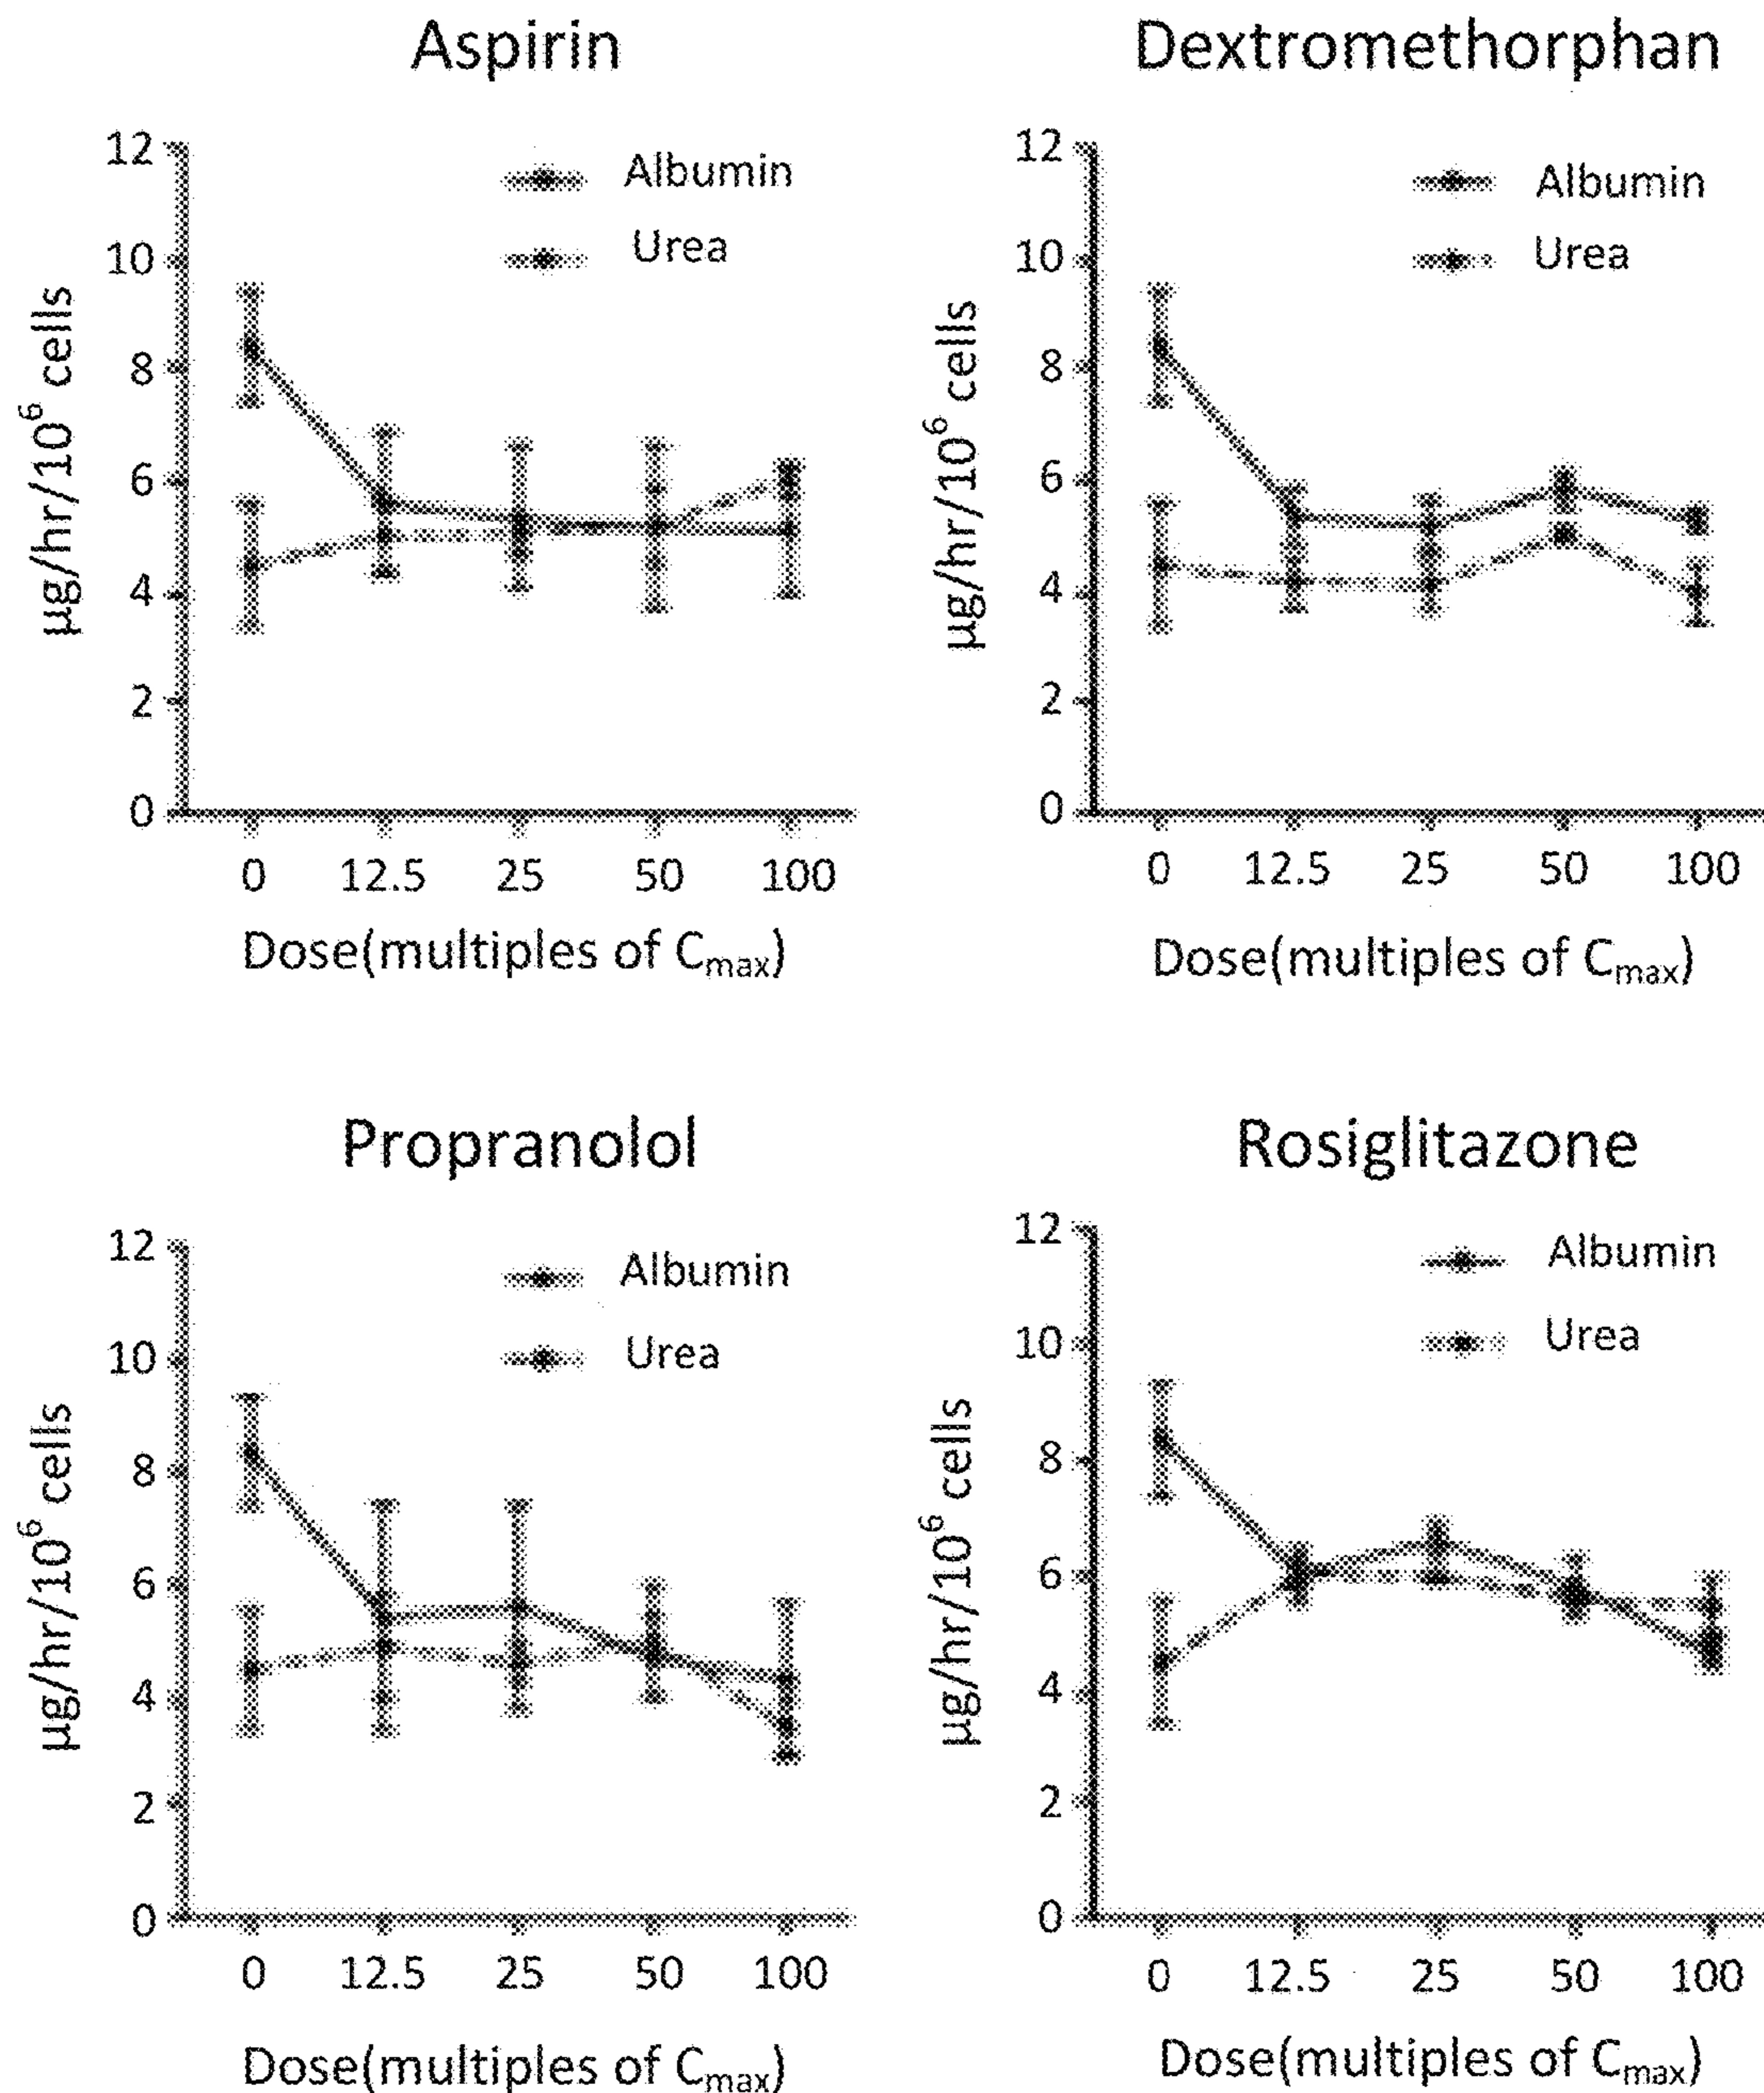 Aspirin
12
10
8
6
4
2
0
µg/hr/10⁶ cells
Albumin
Urea
0 12.5 25 50 100
Dose(multiples of Cmax)
Dextromethorphan
12
10
8
6
4
2
0
µg/hr/10⁶ cells
Albumin
Urea
0 12.5 25 50 100
Dose(multiples of Cmax)
Propranolol
12
10
8
6
4
2
0
µg/hr/10⁶ cells
Albumin
Urea
0 12.5 25 50 100
Dose(multiples of Cmax)
Rosiglitazone
12
10
8
6
4
2
0
µg/hr/10⁶ cells
Albumin
Urea
0 12.5 25 50 100
Dose(multiples of Cmax)